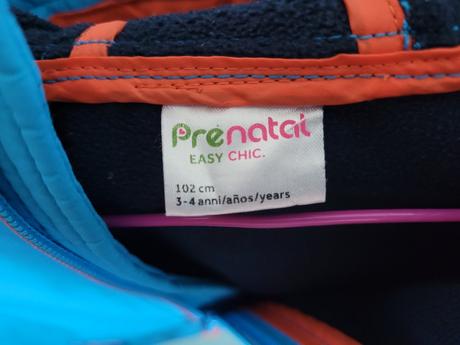 Prenatal
EASY CHIC.
102 cm
3-4 anni/años/years